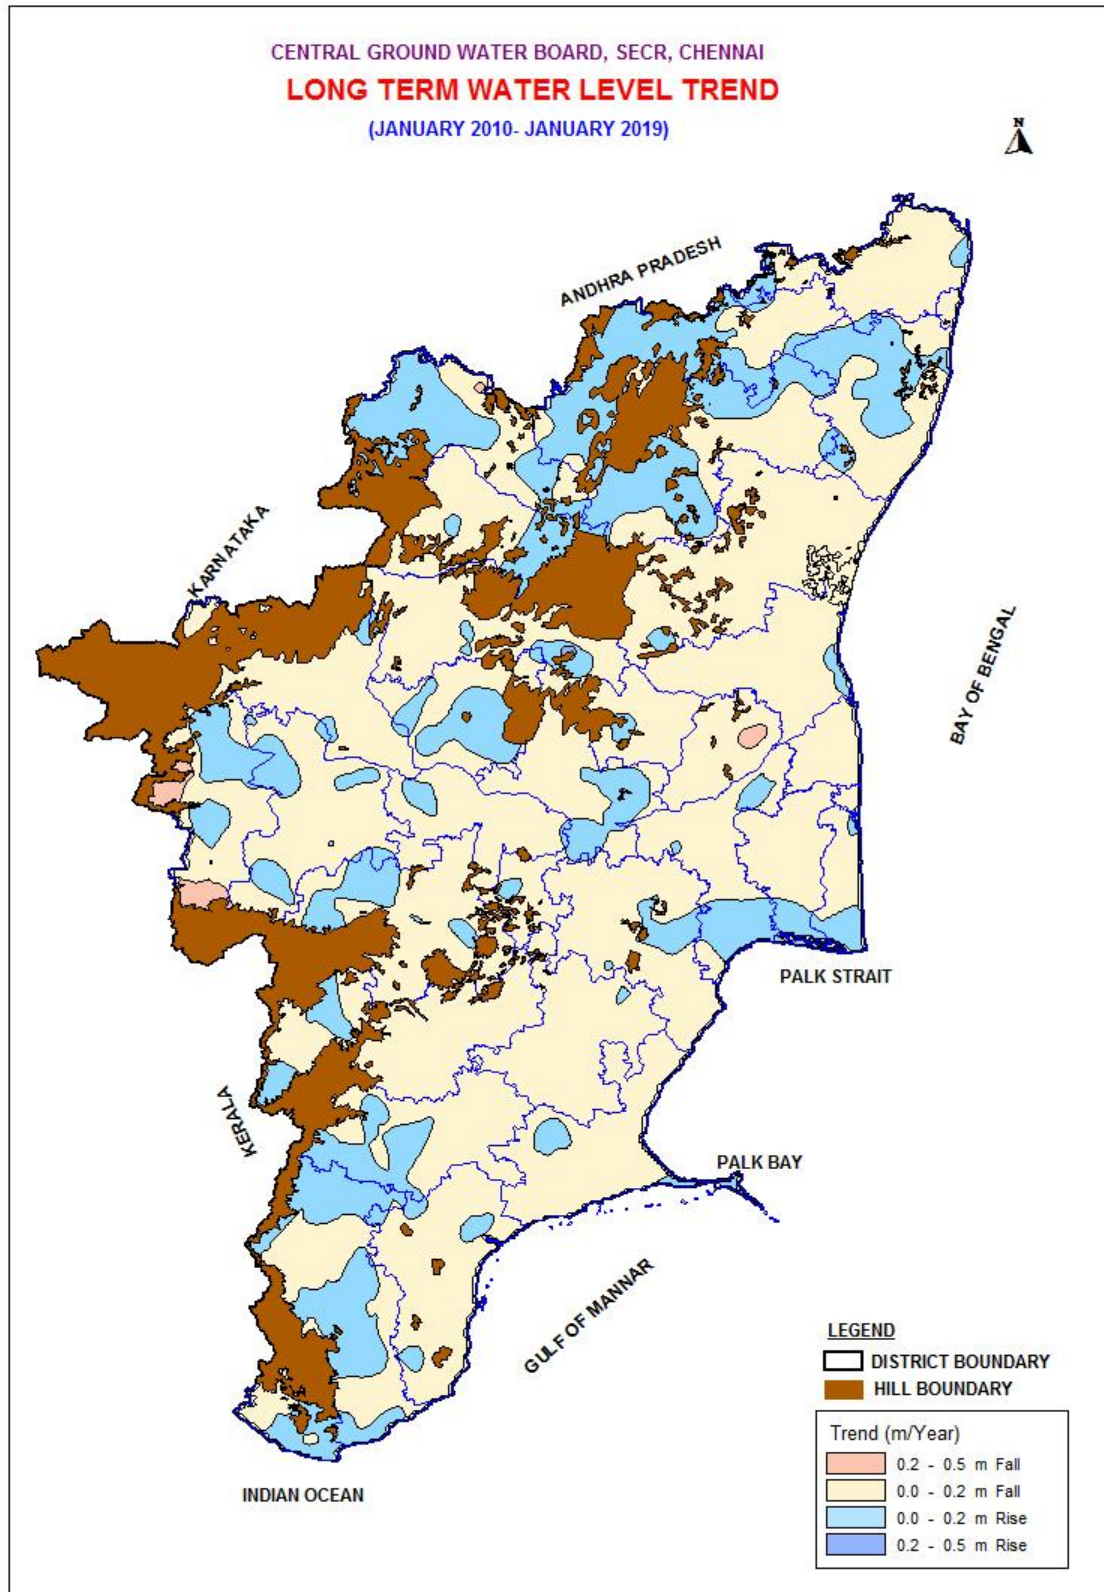 CENTRAL GROUND WATER BOARD, SECR, CHENNAI
LONG TERM WATER LEVEL TREND
(JANUARY 2010- JANUARY 2019)
N
ANDHRA PRADESH
KARNATAKA
BAY OF BENGAL
PALK STRAIT
KERALA
PALK BAY
GULF OF MANNAR
INDIAN OCEAN
LEGEND
DISTRICT BOUNDARY
HILL BOUNDARY
Trend (m/Year)
0.2 - 0.5 m Fall
0.0 - 0.2 m Fall
0.0 - 0.2 m Rise
0.2 - 0.5 m Rise